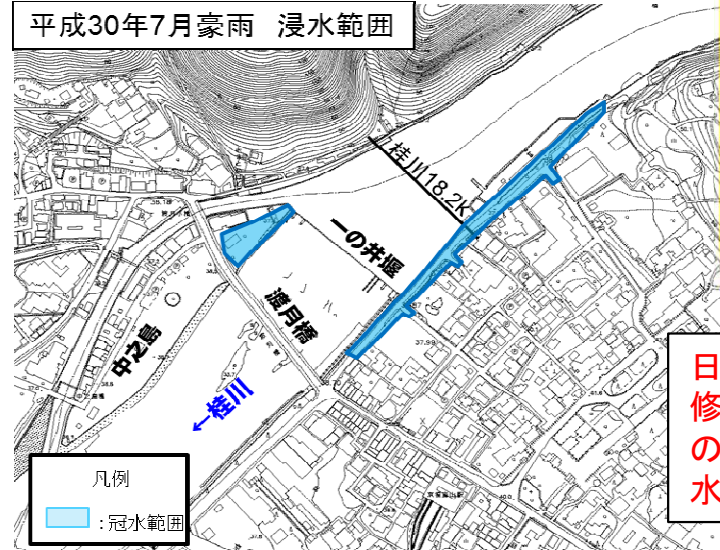 平成30年7月豪雨 浸水範囲
桂川18.2K
一の井堰
渡月橋
中之島
←桂川
日
修
の
水
凡例
:冠水範囲